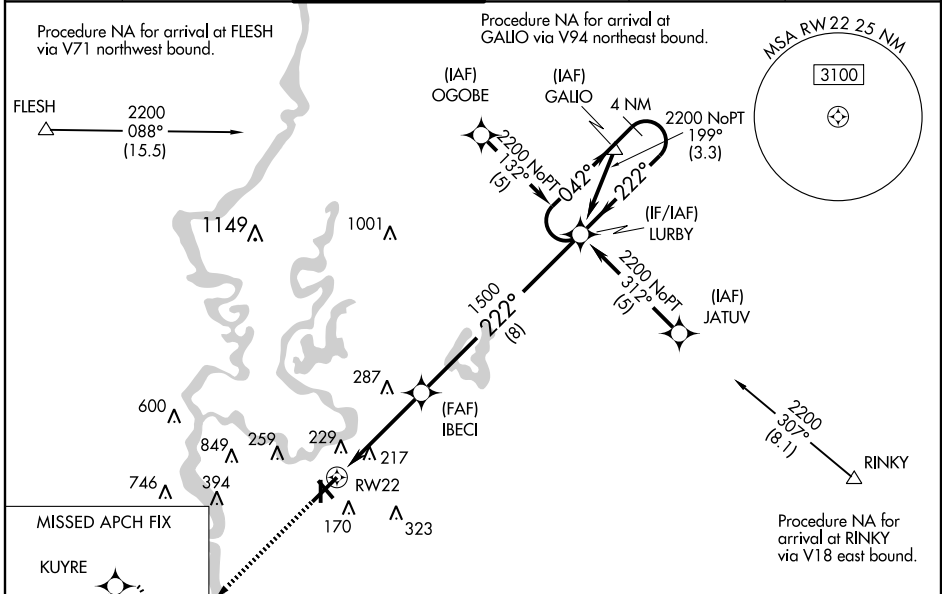 Procedure NA for arrival at FLESH
via V71 northwest bound.
Procedure NA for arrival at
GALIO via V94 northeast bound.
MSA RW 22 25 NM
3100
FLESH
2200
088°
(15.5)
(IAF)
OGOBE
(IAF)
GALIO
4 NM
2200 NoPT
199°
(3.3)
2200 NoPT
132°
(5)
042°
222°
(IF/IAF)
LURBY
1149
1001
2200 NoPT
312°
(5)
(IAF)
JATUV
1500
222°
(8)
287
(FAF)
IBECI
600
849
259
229
217
2200
307°
(8.1)
RINKY
746
394
RW22
170
323
MISSED APCH FIX
KUYRE
Procedure NA for
arrival at RINKY
via V18 east bound.